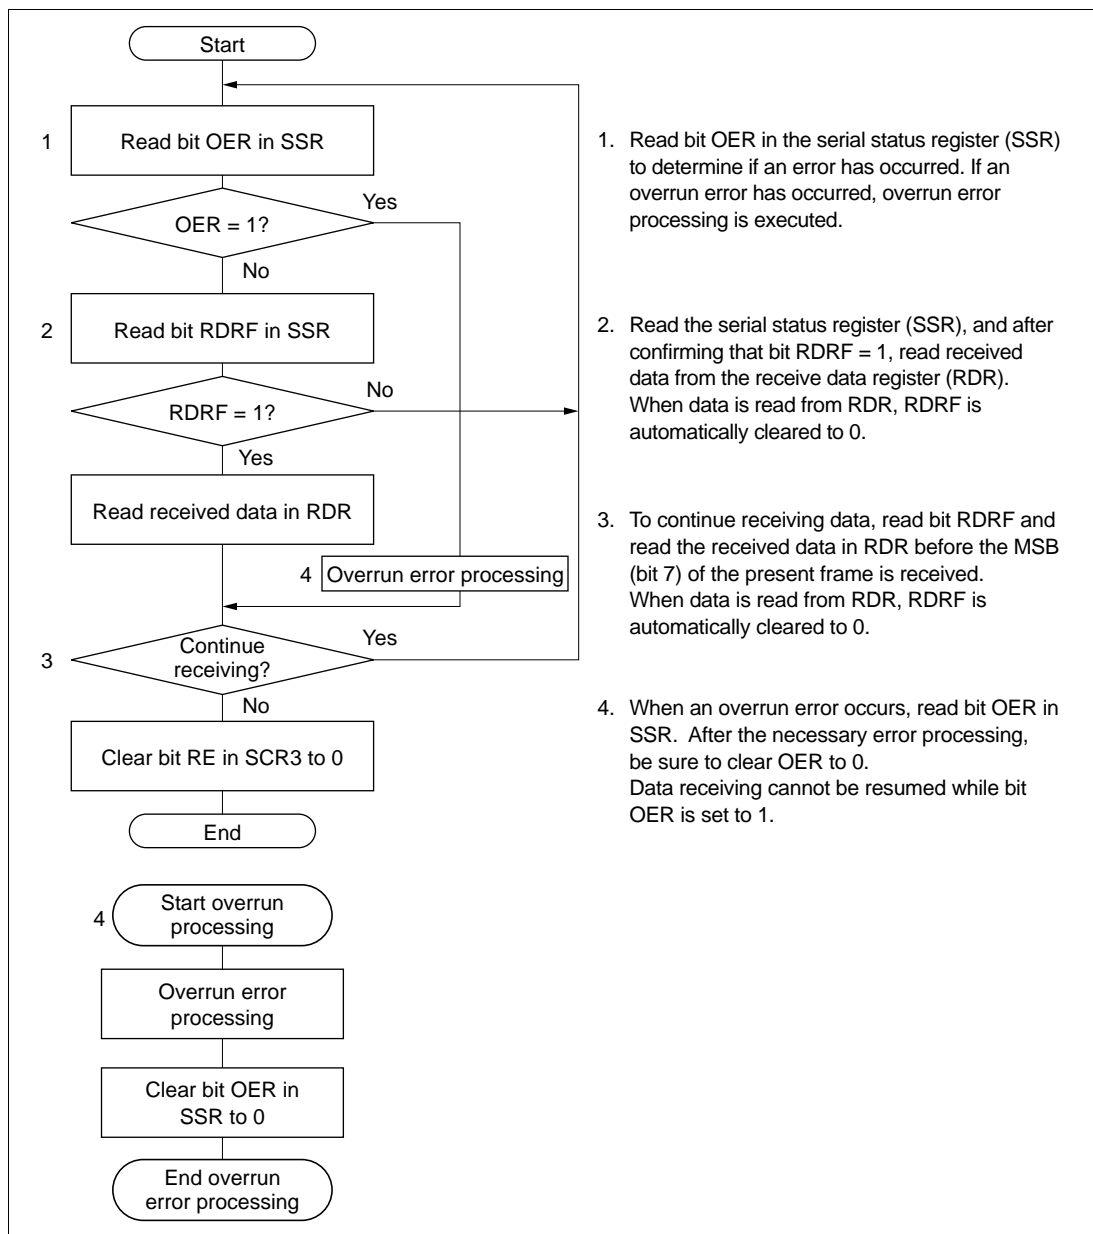 Start
1
Read bit OER in SSR
OER = 1?
Yes
No
2
Read bit RDRF in SSR
RDRF = 1?
No
Yes
Read received data in RDR
4
Overrun error processing
3
Continue
receiving?
Yes
No
Clear bit RE in SCR3 to 0
End
4
Start overrun
processing
Overrun error
processing
Clear bit OER in
SSR to 0
End overrun
error processing
1. Read bit OER in the serial status register (SSR)
to determine if an error has occurred. If an
overrun error has occurred, overrun error
processing is executed.
2. Read the serial status register (SSR), and after
confirming that bit RDRF = 1, read received
data from the receive data register (RDR).
When data is read from RDR, RDRF is
automatically cleared to 0.
3. To continue receiving data, read bit RDRF and
read the received data in RDR before the MSB
(bit 7) of the present frame is received.
When data is read from RDR, RDRF is
automatically cleared to 0.
4. When an overrun error occurs, read bit OER in
SSR.  After the necessary error processing,
be sure to clear OER to 0.
Data receiving cannot be resumed while bit
OER is set to 1.